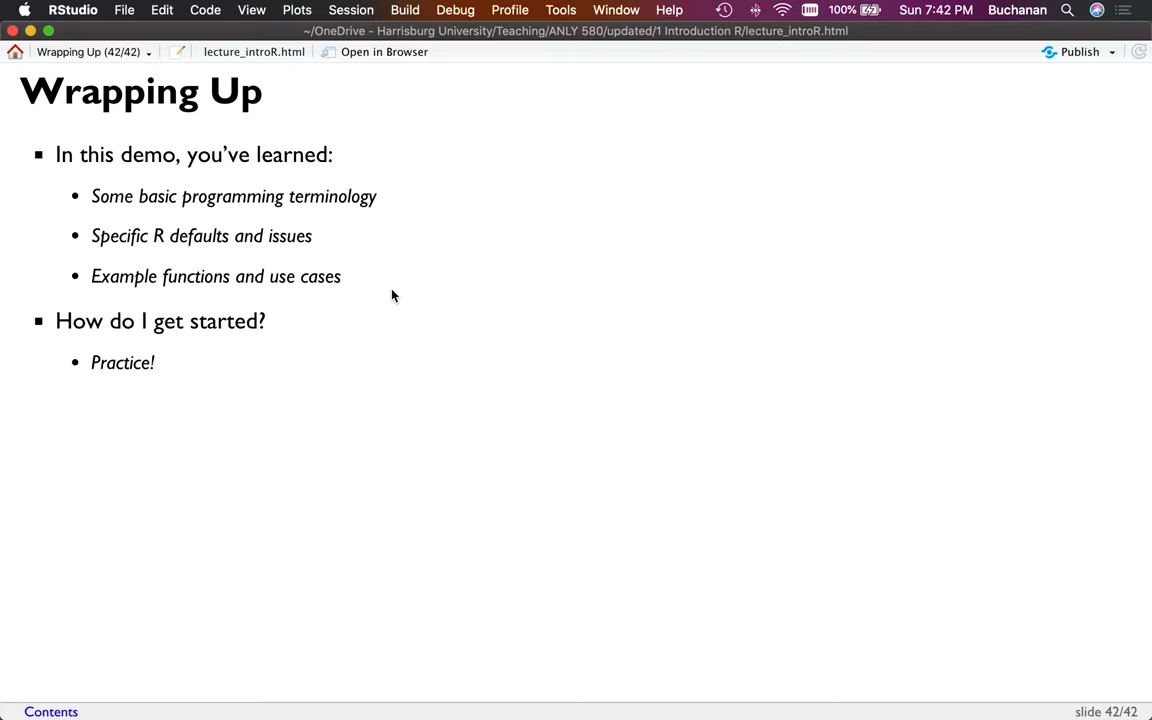 RStudio File Edit Code View Plots Session Build Debug Profile Tools Window Help 100% Sun 7:42 PM Buchanan
~/OneDrive - Harrisburg University/Teaching/ANLY 580/updated/1 Introduction R/lecture_introR.html
Wrapping Up (42/42) lecture_introR.html Open in Browser Publish
Wrapping Up
In this demo, you've learned:
Some basic programming terminology
Specific R defaults and issues
Example functions and use cases
How do I get started?
Practice!
Contents slide 42/42